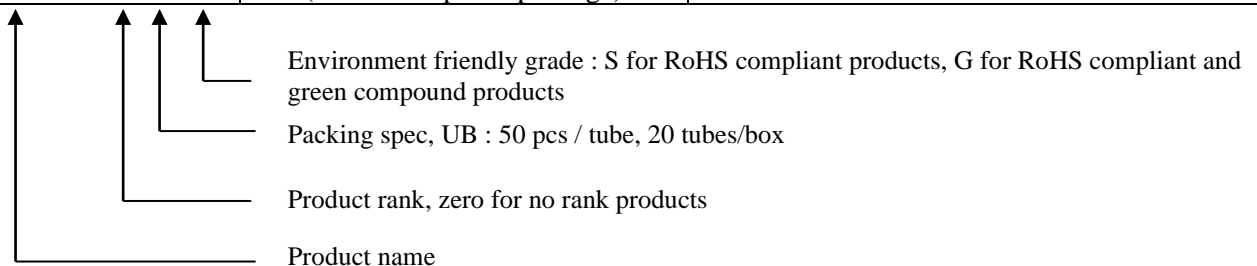 Environment friendly grade : S for RoHS compliant products, G for RoHS compliant and
green compound products
Packing spec, UB : 50 pcs / tube, 20 tubes/box
Product rank, zero for no rank products
Product name